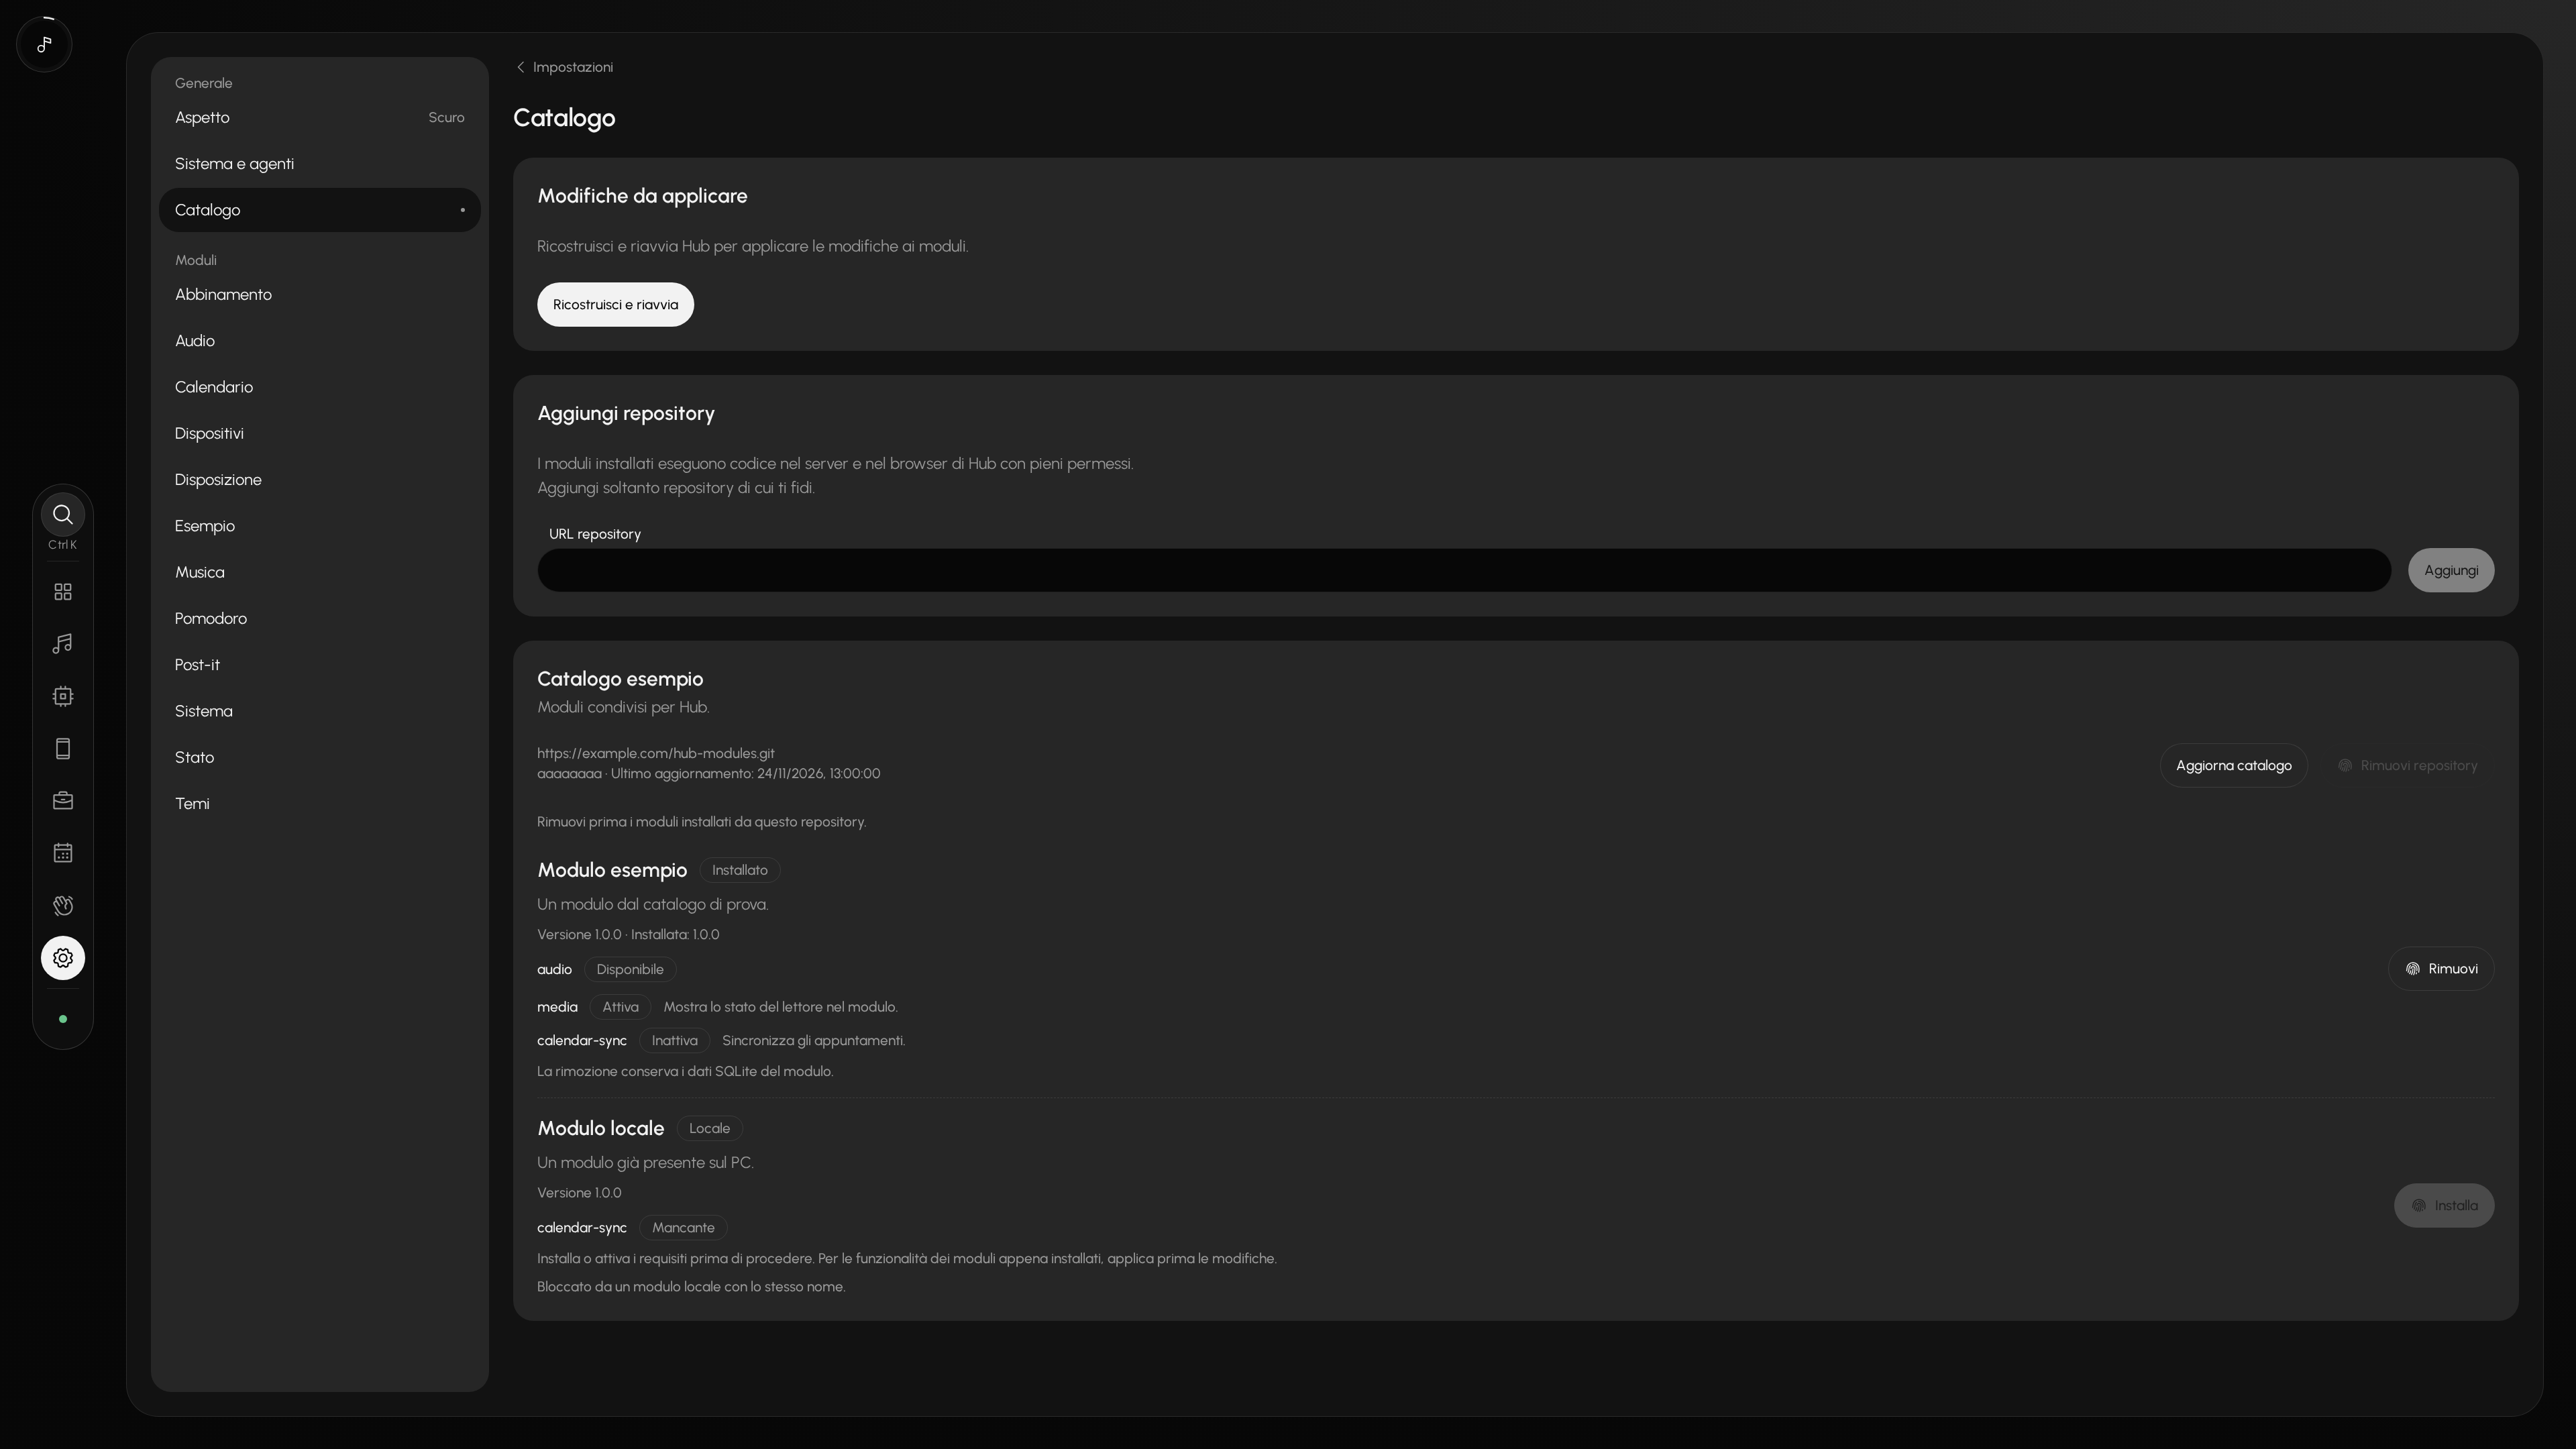 Generale
Aspetto Scuro
Sistema e agenti
Catalogo
Moduli
Abbinamento
Audio
Calendario
Dispositivi
Disposizione
Esempio
Musica
Pomodoro
Post-it
Sistema
Stato
Temi
Ctrl K
Impostazioni
Catalogo
Modifiche da applicare
Ricostruisci e riavvia Hub per applicare le modifiche ai moduli.
Ricostruisci e riavvia
Aggiungi repository
I moduli installati eseguono codice nel server e nel browser di Hub con pieni permessi.
Aggiungi soltanto repository di cui ti fidi.
URL repository
Aggiungi
Catalogo esempio
Moduli condivisi per Hub.
https://example.com/hub-modules.git
aaaaaaaa · Ultimo aggiornamento: 24/11/2026, 13:00:00
Aggiorna catalogo Rimuovi repository
Rimuovi prima i moduli installati da questo repository.
Modulo esempio Installato
Un modulo dal catalogo di prova.
Versione 1.0.0 · Installata: 1.0.0
audio Disponibile
Rimuovi
media Attiva Mostra lo stato del lettore nel modulo.
calendar-sync Inattiva Sincronizza gli appuntamenti.
La rimozione conserva i dati SQLite del modulo.
Modulo locale Locale
Un modulo già presente sul PC.
Versione 1.0.0
Installa
calendar-sync Mancante
Installa o attiva i requisiti prima di procedere. Per le funzionalità dei moduli appena installati, applica prima le modifiche.
Bloccato da un modulo locale con lo stesso nome.